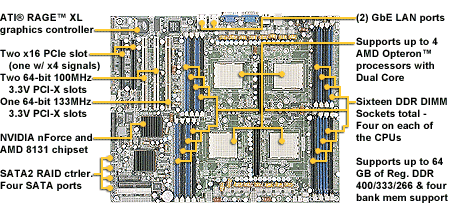 ATI® RAGE™ XL
graphics controller
Two x16 PCIe slot
(one w/ x4 signals)
Two 64-bit 100MHz
3.3V PCI-X slots
One 64-bit 133MHz
3.3V PCI-X slots
NVIDIA nForce and
AMD 8131 chipset
SATA2 RAID ctrler
Four SATA ports
(2) GbE LAN ports
Supports up to 4
AMD Opteron™
processors with
Dual Core
Sixteen DDR DIMM
Sockets total -
Four on each of
the CPUs
Supports up to 64
GB of Reg. DDR
400/333/266 & four
bank mem support